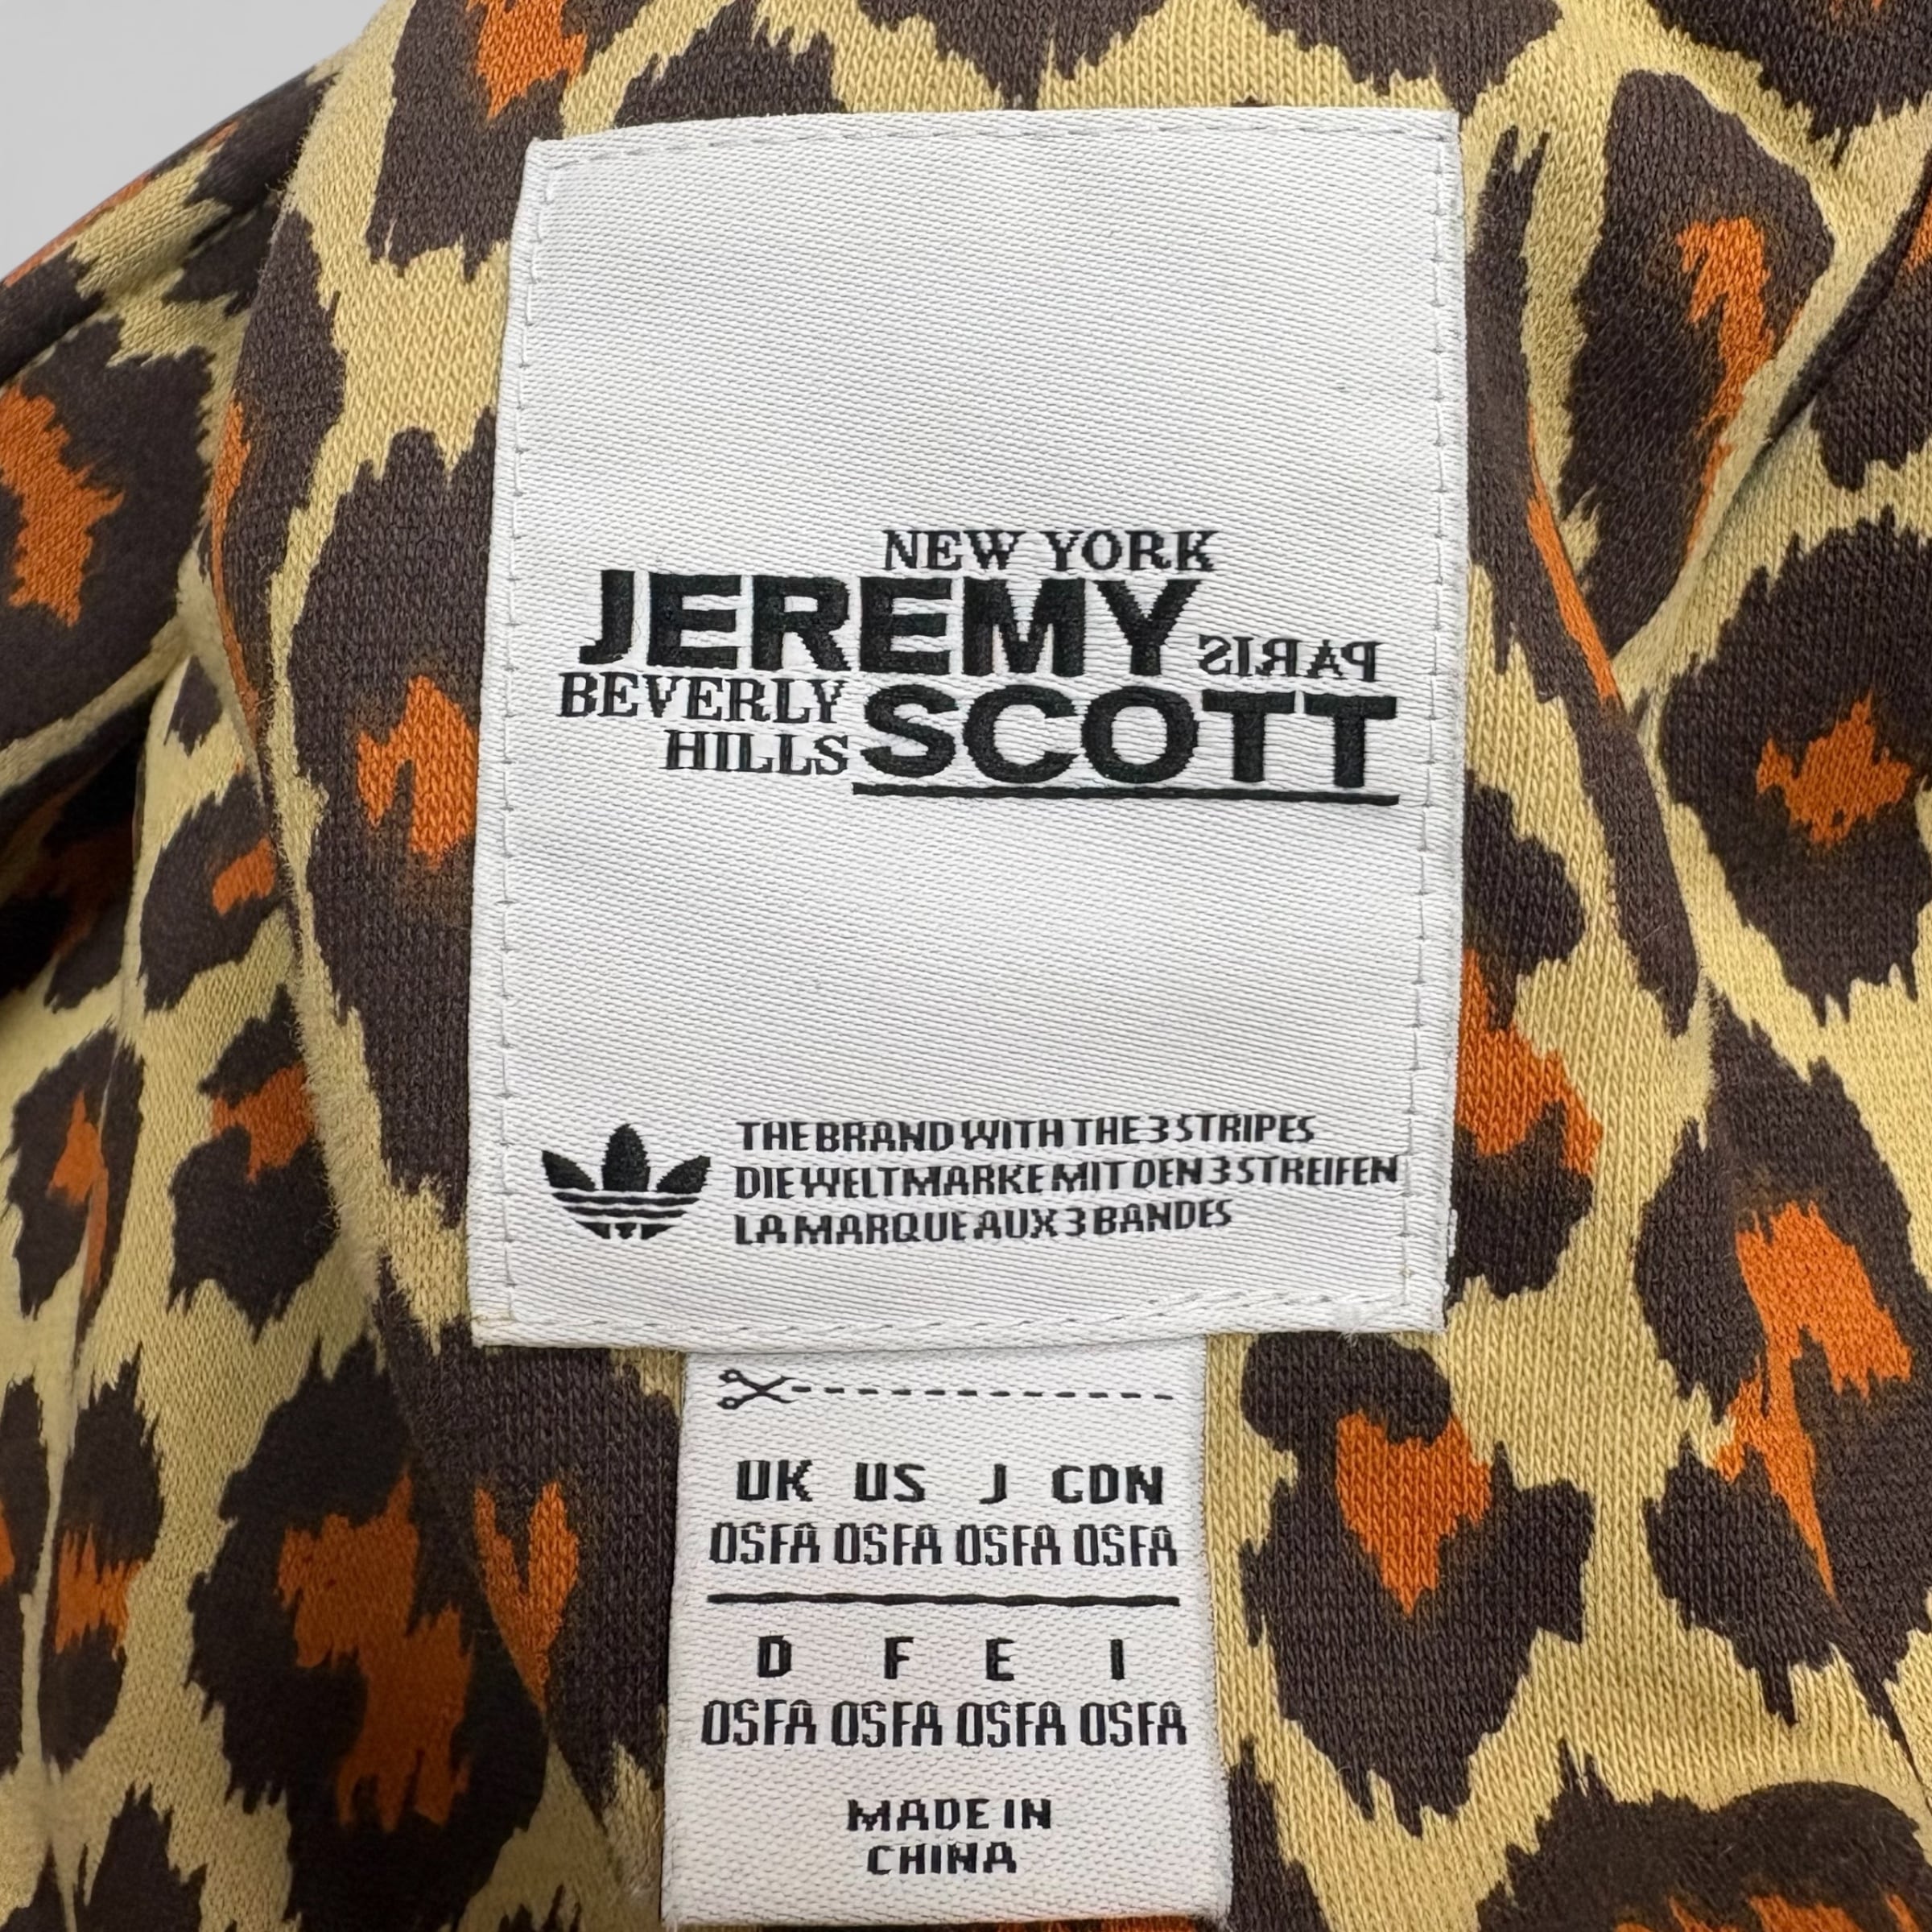 NEW YORK
JEREMY
PARIS
BEVERLY
HILLS
SCOTT
THE BRAND WITH THE 3 STRIPES
DIE WELTMARKE MIT DEN 3 STREIFEN
LA MARQUE AUX 3 BANDES
UK US J CDN
OSFA OSFA OSFA OSFA
D F E I
OSFA OSFA OSFA OSFA
MADE IN
CHINA